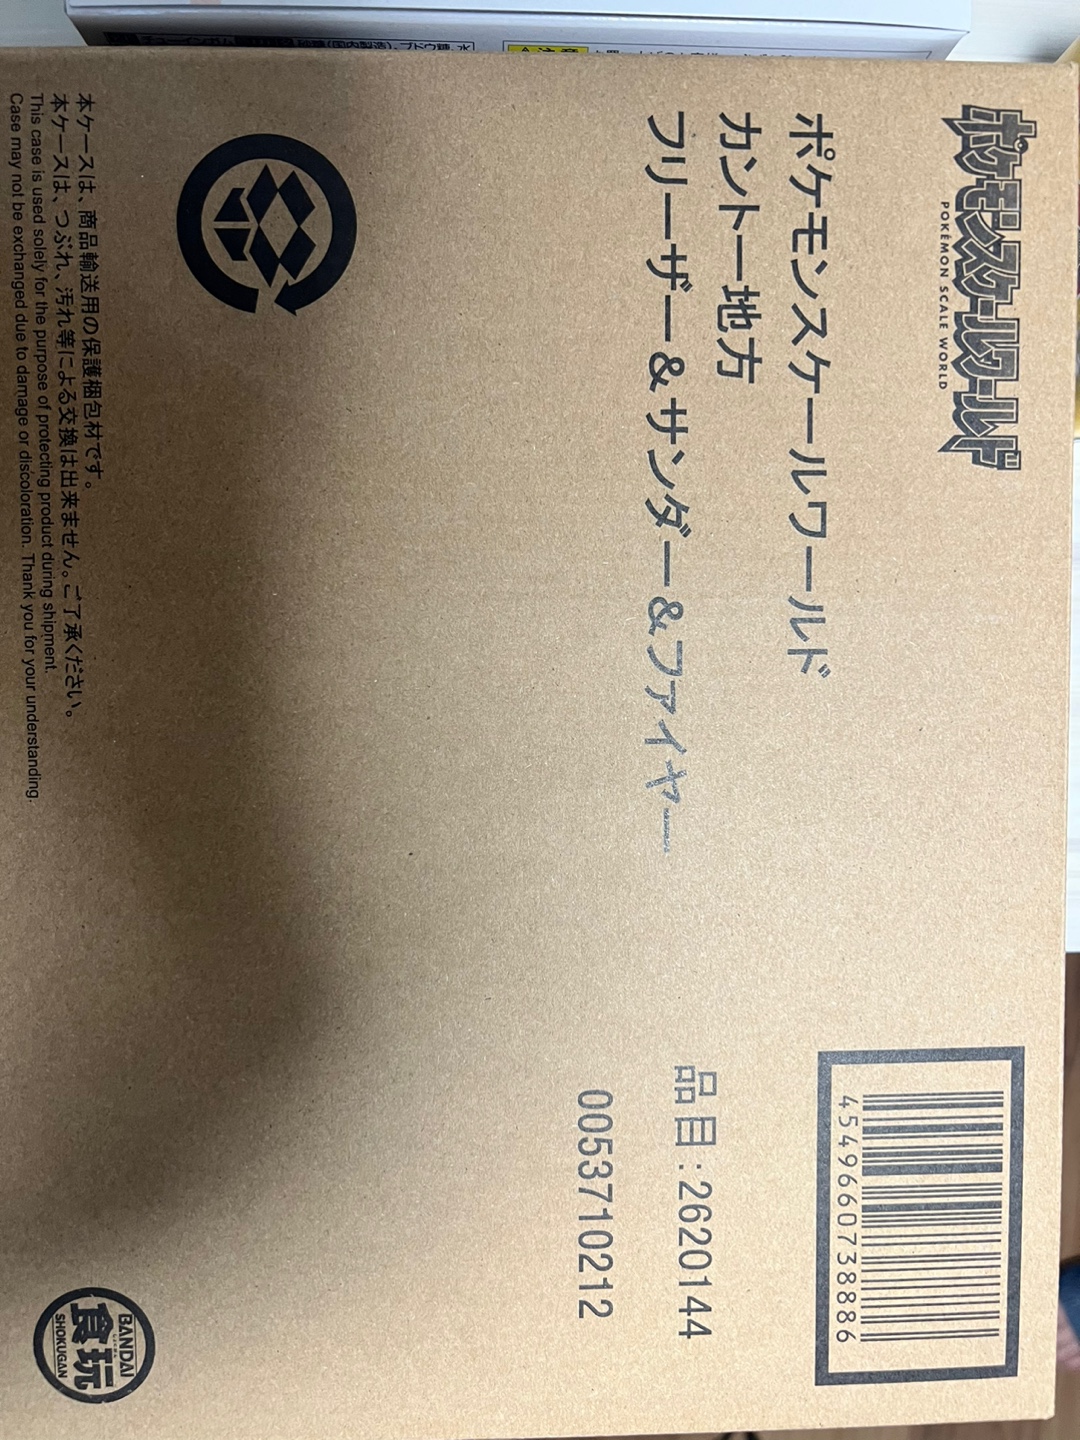 ポケモンスケールワールド
POKÉMON SCALE WORLD
ポケモンスケールワールド
カントー地方
フリーザー&サンダー&ファイヤー
4549660738886
品目:2620144
00537102​12
本ケースは、商品輸送用の保護梱包材です。
本ケースは、つぶれ、汚れ等による交換は出来ません。ご了承ください。
This case is used solely for the purpose of protecting product during shipment.
Case may not be exchanged due to damage or discoloration. Thank you for your understanding.
BANDAI
食玩
SHOKUGAN